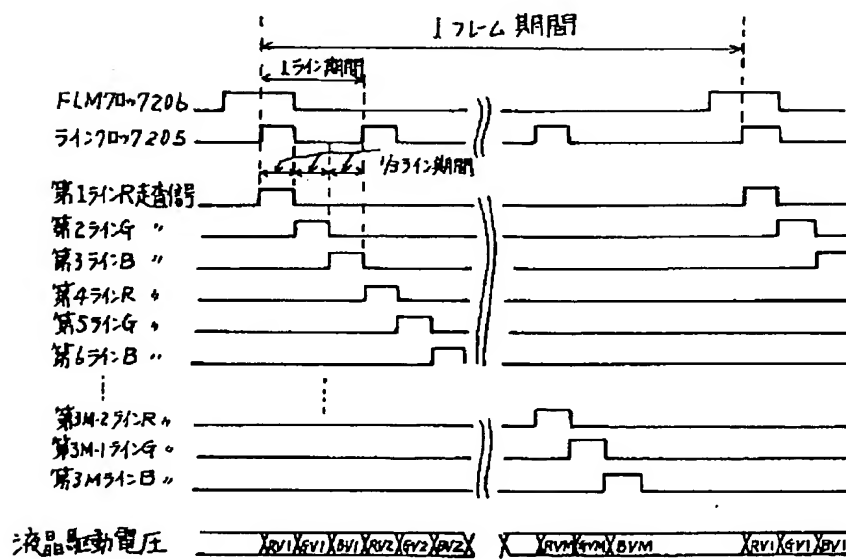 1フレーム期間
1ライン期間
FLMクロック206
ラインクロック205
1/3ライン期間
第1ラインR走査信号
第2ラインG 〃
第3ラインB 〃
第4ラインR 〃
第5ラインG 〃
第6ラインB 〃
第3M-2ラインR 〃
第3M-1ラインG 〃
第3MラインB 〃
液晶駆動電圧 RV1 GV1 BV1 RV2 GV2 BV2 RVM GVM BVM RV1 GV1 BV1